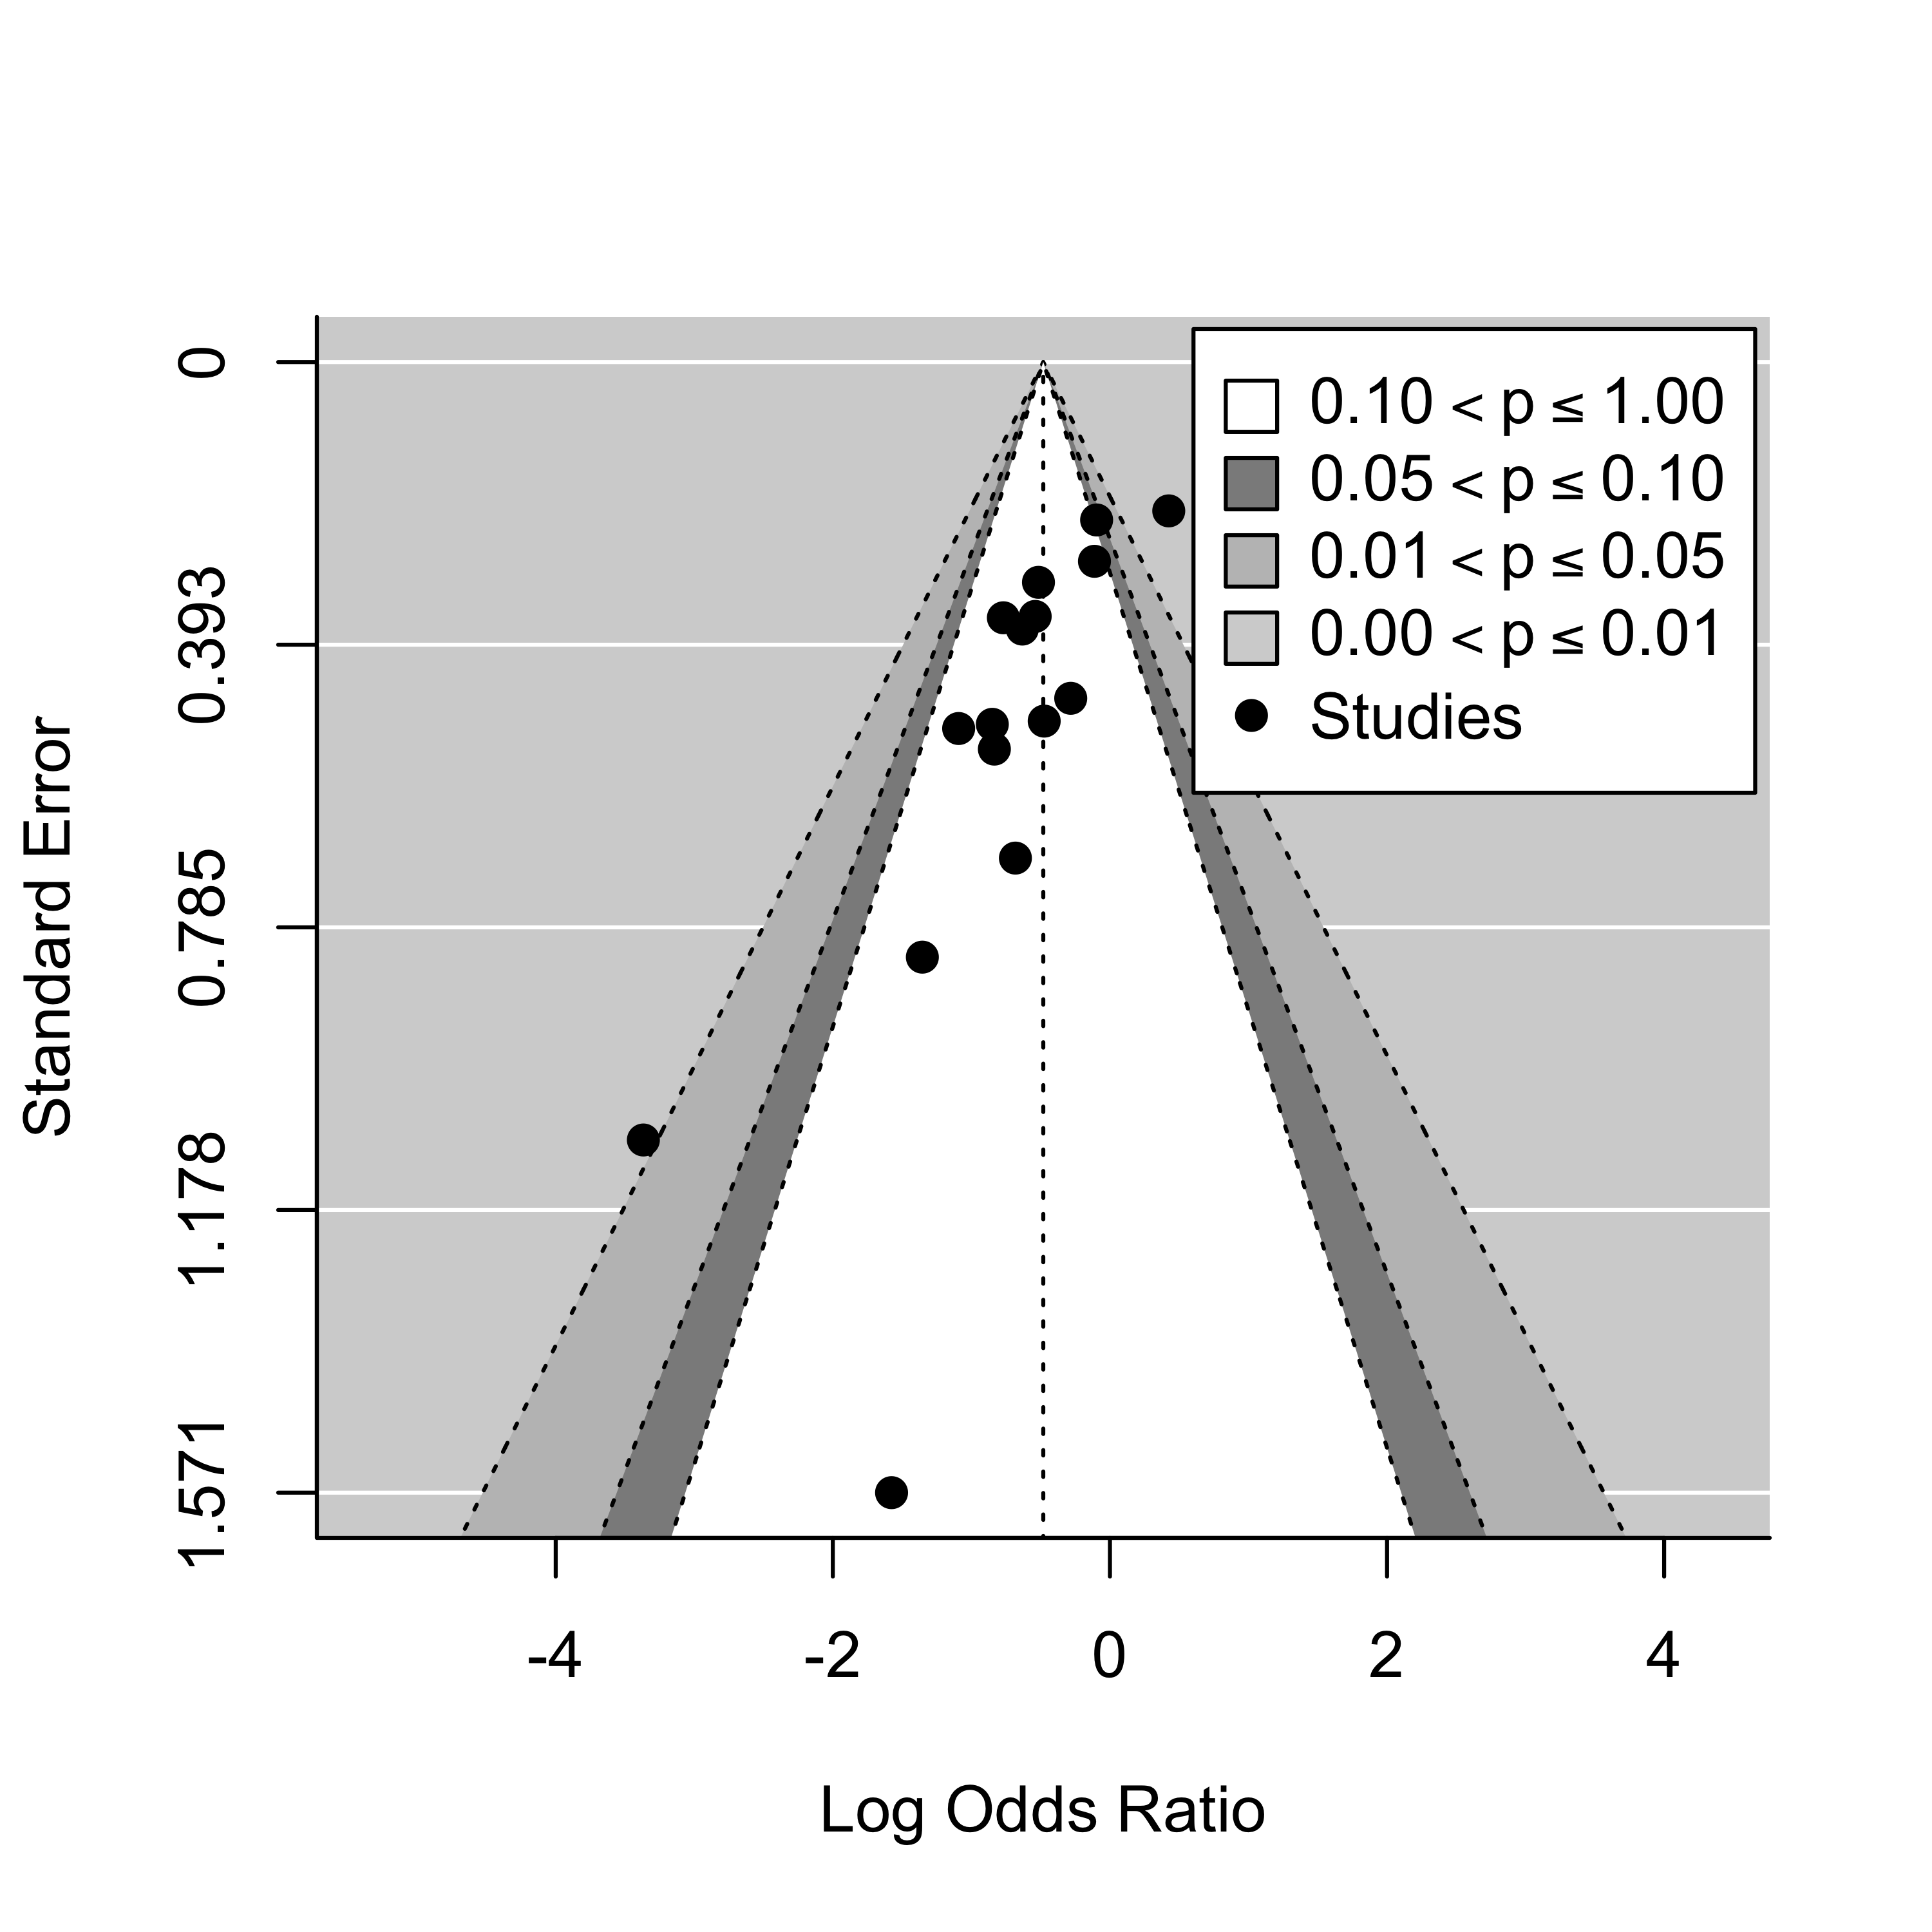 0.10 < p ≤ 1.00
0.05 < p ≤ 0.10
0.01 < p ≤ 0.05
0.00 < p ≤ 0.01
Studies
Standard Error
0
0.393
0.785
1.178
1.571
-4
-2
0
2
4
Log Odds Ratio